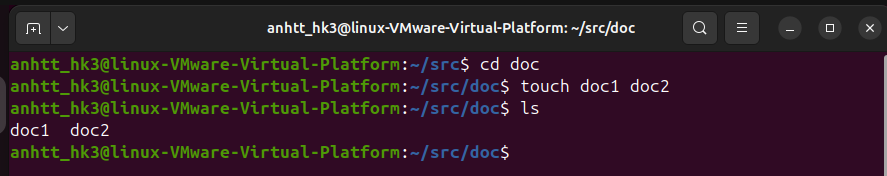 anhtt_hk3@linux-VMware-Virtual-Platform: ~/src/doc
anhtt_hk3@linux-VMware-Virtual-Platform:~/src$ cd doc
anhtt_hk3@linux-VMware-Virtual-Platform:~/src/doc$ touch doc1 doc2
anhtt_hk3@linux-VMware-Virtual-Platform:~/src/doc$ ls
doc1  doc2
anhtt_hk3@linux-VMware-Virtual-Platform:~/src/doc$